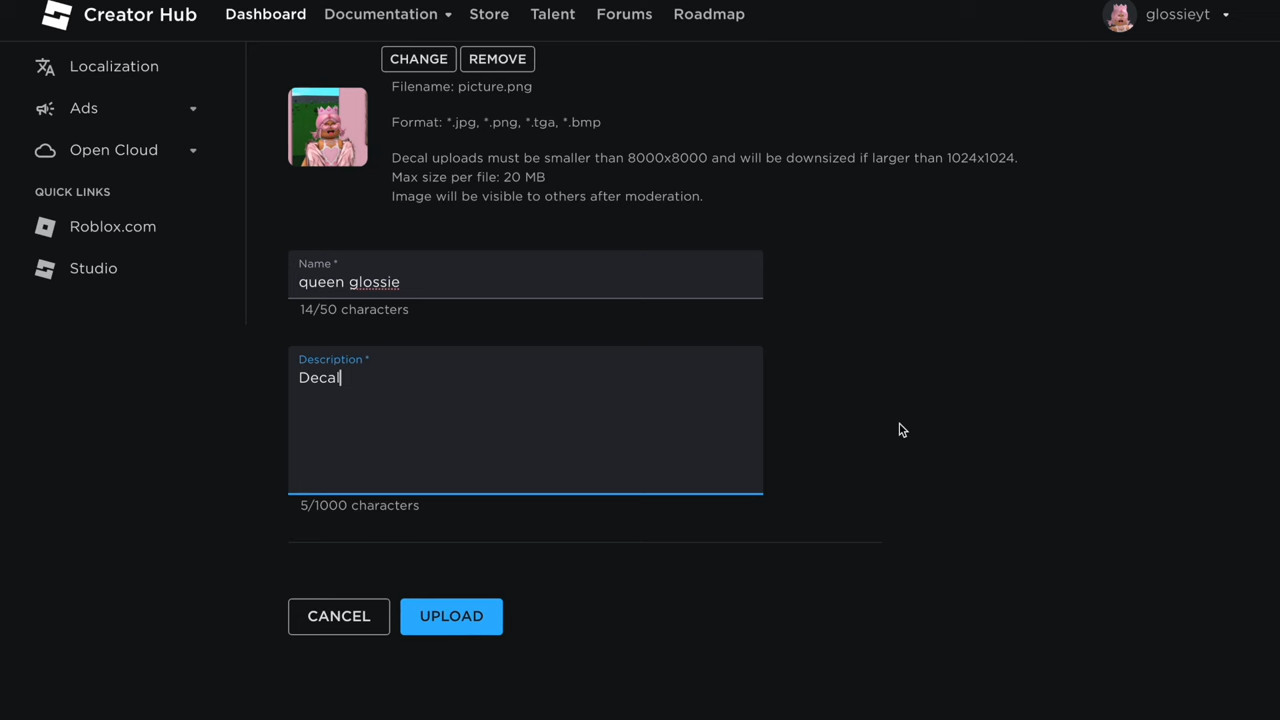 Creator Hub Dashboard Documentation Store Talent Forums Roadmap glossieyt
Localization
Ads
Open Cloud
QUICK LINKS
Roblox.com
Studio
CHANGE REMOVE
Filename: picture.png
Format: *.jpg, *.png, *.tga, *.bmp
Decal uploads must be smaller than 8000x8000 and will be downsized if larger than 1024x1024.
Max size per file: 20 MB
Image will be visible to others after moderation.
Name *
queen glossie
14/50 characters
Description *
Decal
5/1000 characters
CANCEL UPLOAD